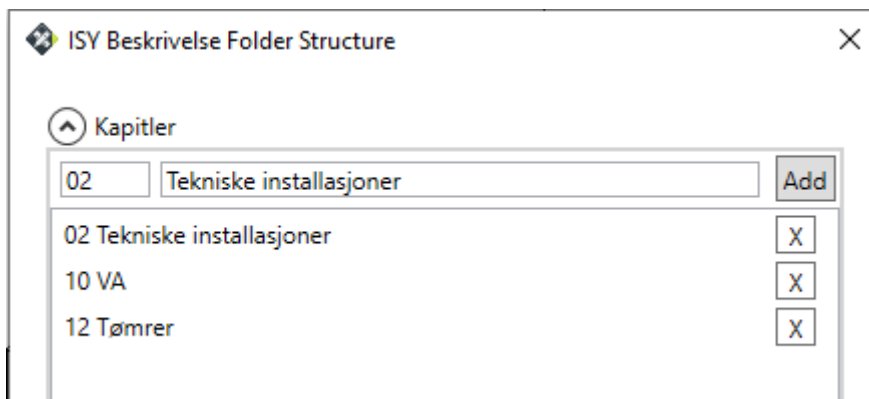 ISY Beskrivelse Folder Structure
Kapitler
02 Tekniske installasjoner Add
02 Tekniske installasjoner X
10 VA X
12 Tømrer X